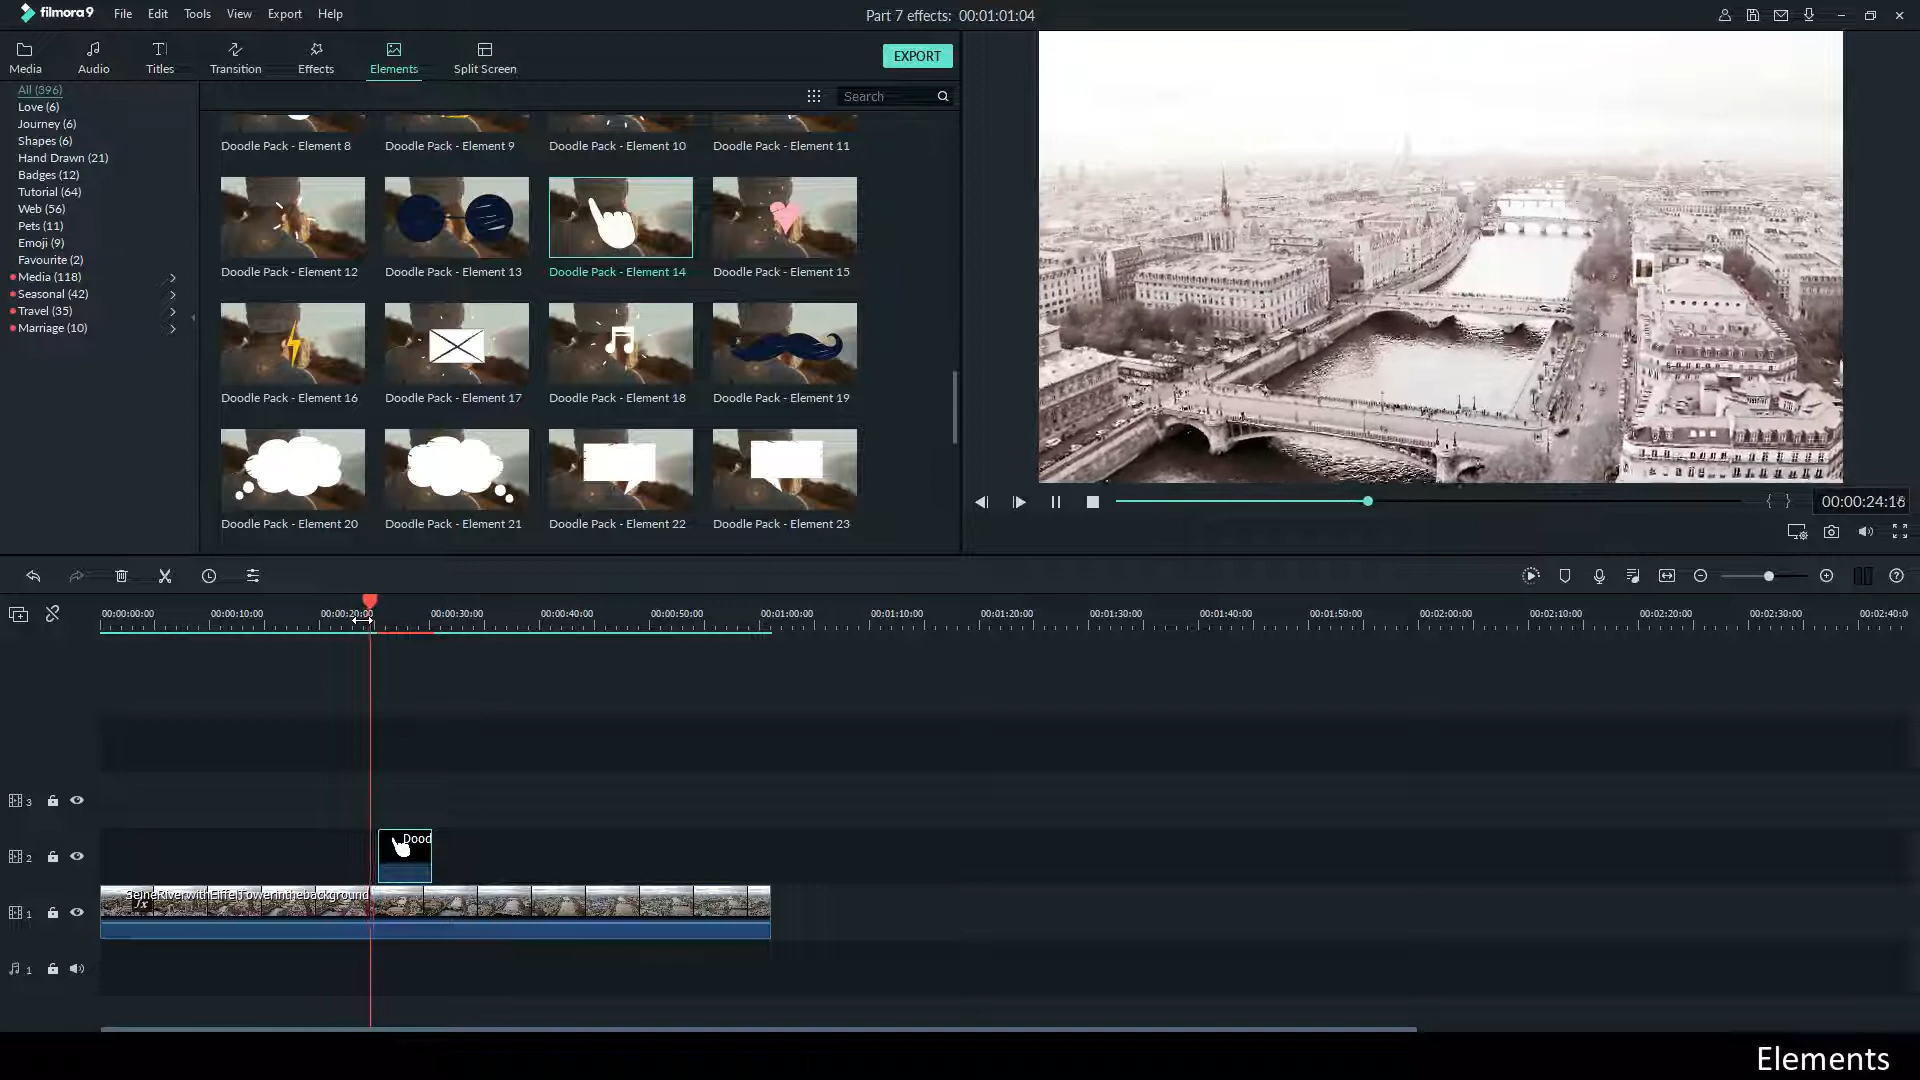 filmora9
File Edit Tools View Export Help
Part 7 effects: 00:01:01:04
Media Audio Titles Transition Effects Elements Split Screen
EXPORT
Search
All (396)
Love (6)
Journey (6)
Shapes (6)
Hand Drawn (21)
Badges (12)
Tutorial (64)
Web (56)
Pets (11)
Emoji (9)
Favourite (2)
Media (118)
Seasonal (42)
Travel (35)
Marriage (10)
Doodle Pack - Element 8 Doodle Pack - Element 9 Doodle Pack - Element 10 Doodle Pack - Element 11
Doodle Pack - Element 12 Doodle Pack - Element 13 Doodle Pack - Element 14 Doodle Pack - Element 15
Doodle Pack - Element 16 Doodle Pack - Element 17 Doodle Pack - Element 18 Doodle Pack - Element 19
Doodle Pack - Element 20 Doodle Pack - Element 21 Doodle Pack - Element 22 Doodle Pack - Element 23
00:00:24:16
00:00:00:00 00:00:10:00 00:00:20:00 00:00:30:00 00:00:40:00 00:00:50:00 00:01:00:00 00:01:10:00 00:01:20:00 00:01:30:00 00:01:40:00 00:01:50:00 00:02:00:00 00:02:10:00 00:02:20:00 00:02:30:00 00:02:40:00
3
2
Dood
SeineRiverwithEiffelTowerinthebackground
fx
1
1
Elements